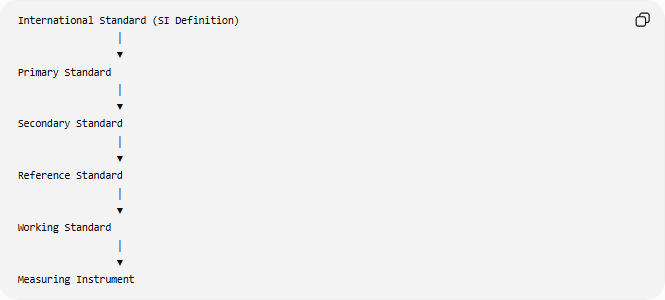 International Standard (SI Definition)
│
▼
Primary Standard
│
▼
Secondary Standard
│
▼
Reference Standard
│
▼
Working Standard
│
▼
Measuring Instrument